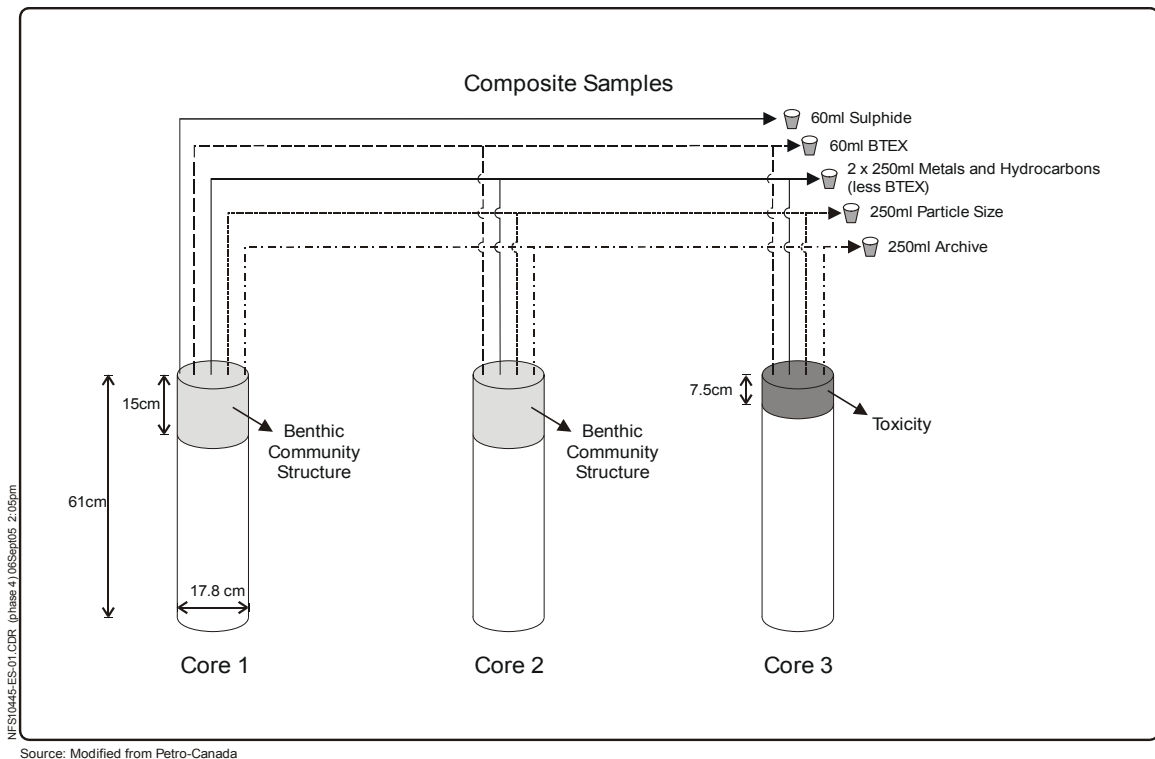 Composite Samples
60ml Sulphide
60ml BTEX
2 x 250ml Metals and Hydrocarbons
(less BTEX)
250ml Particle Size
250ml Archive
15cm
7.5cm
Benthic
Community
Structure
Benthic
Community
Structure
Toxicity
61cm
17.8 cm
Core 1
Core 2
Core 3
NFS10445-ES-01.CDR (phase 4) 06Sept05 2:05pm
Source: Modified from Petro-Canada